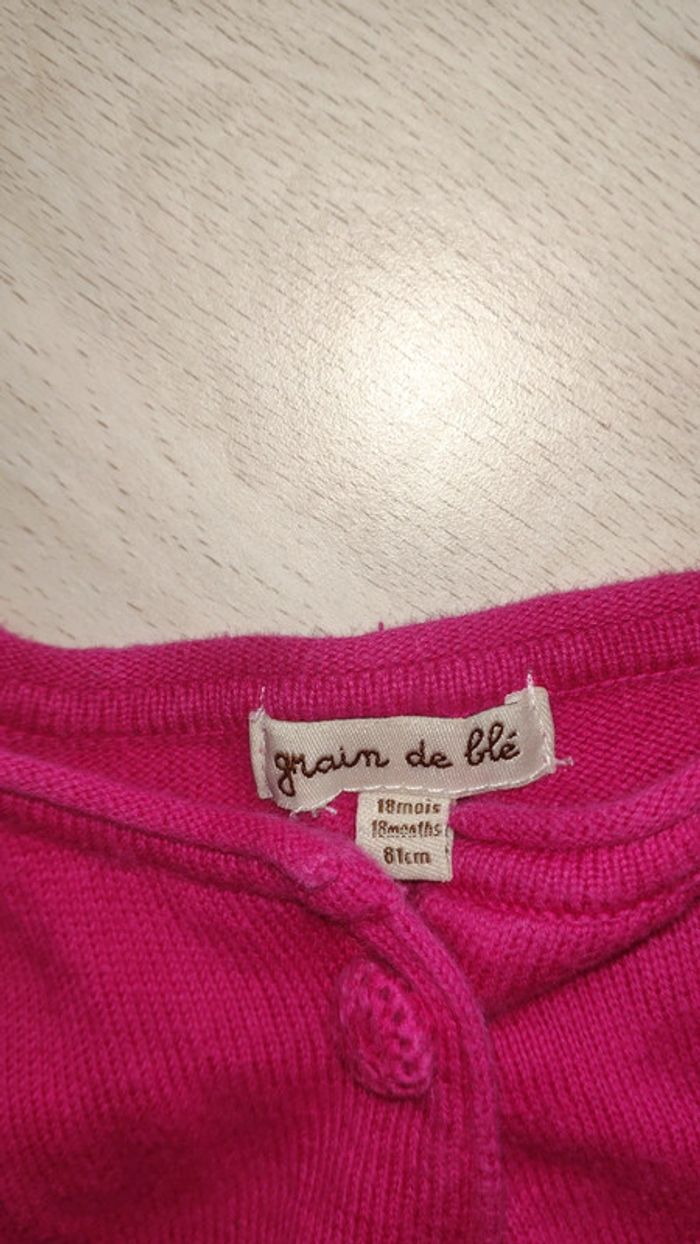 grain de blé
18mois
18months
81cm